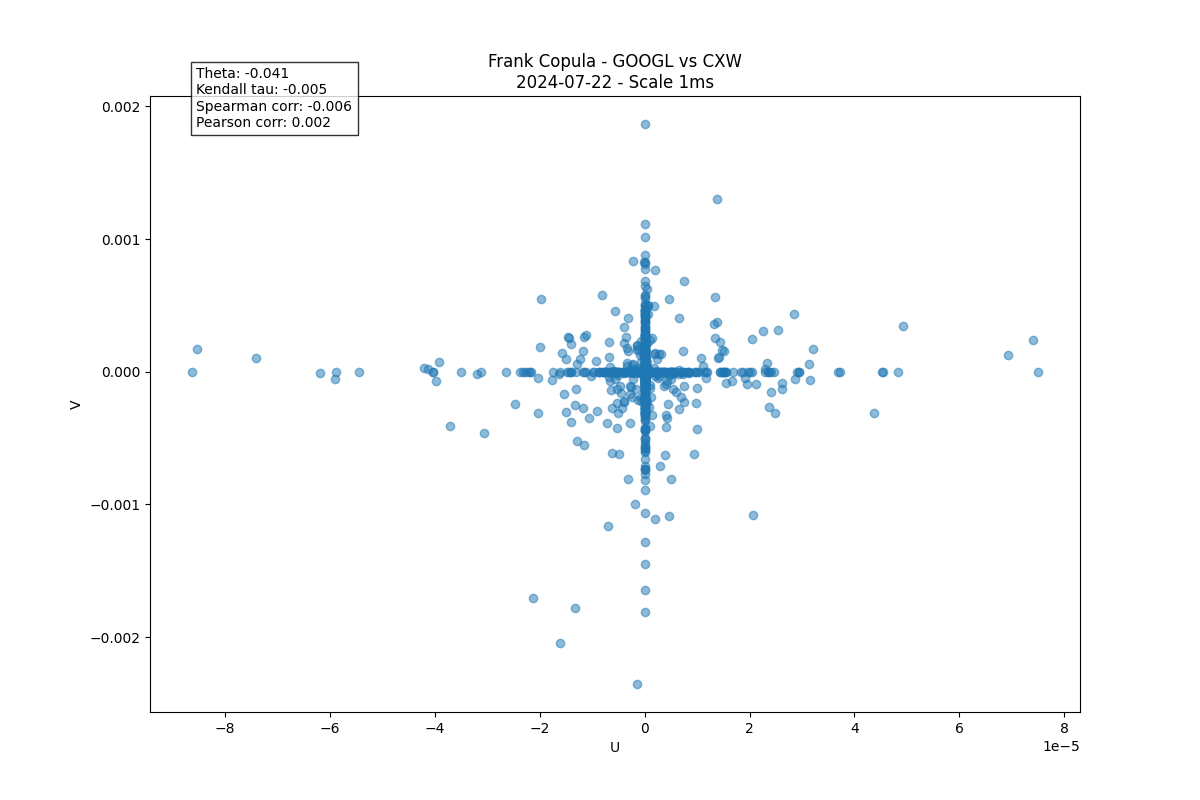 Frank Copula - GOOGL vs CXW
2024-07-22 - Scale 1ms
Theta: -0.041
Kendall tau: -0.005
Spearman corr: -0.006
Pearson corr: 0.002
0.002
0.001
0.000
−0.001
−0.002
V
−8 −6 −4 −2 0 2 4 6 8
1e−5
U